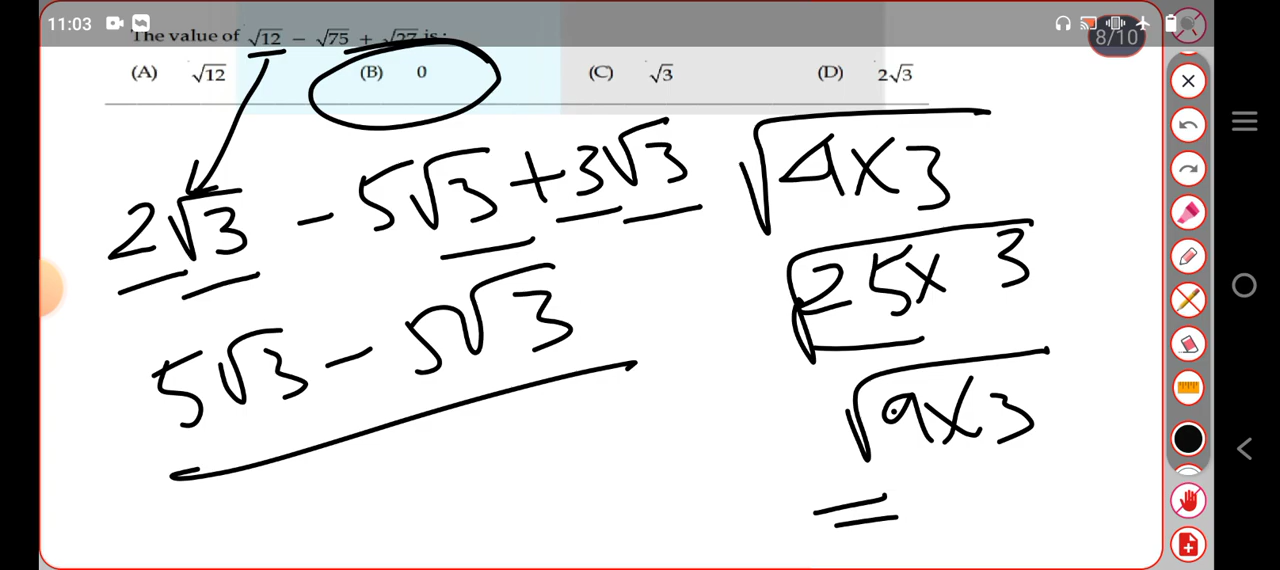 11:03
8/10
The value of √12 − √75 + √27 is :
(A) √12 (B) 0 (C) √3 (D) 2√3
2√3 − 5√3 + 3√3
5√3 − 5√3
√4×3
√25×3
√9×3
=